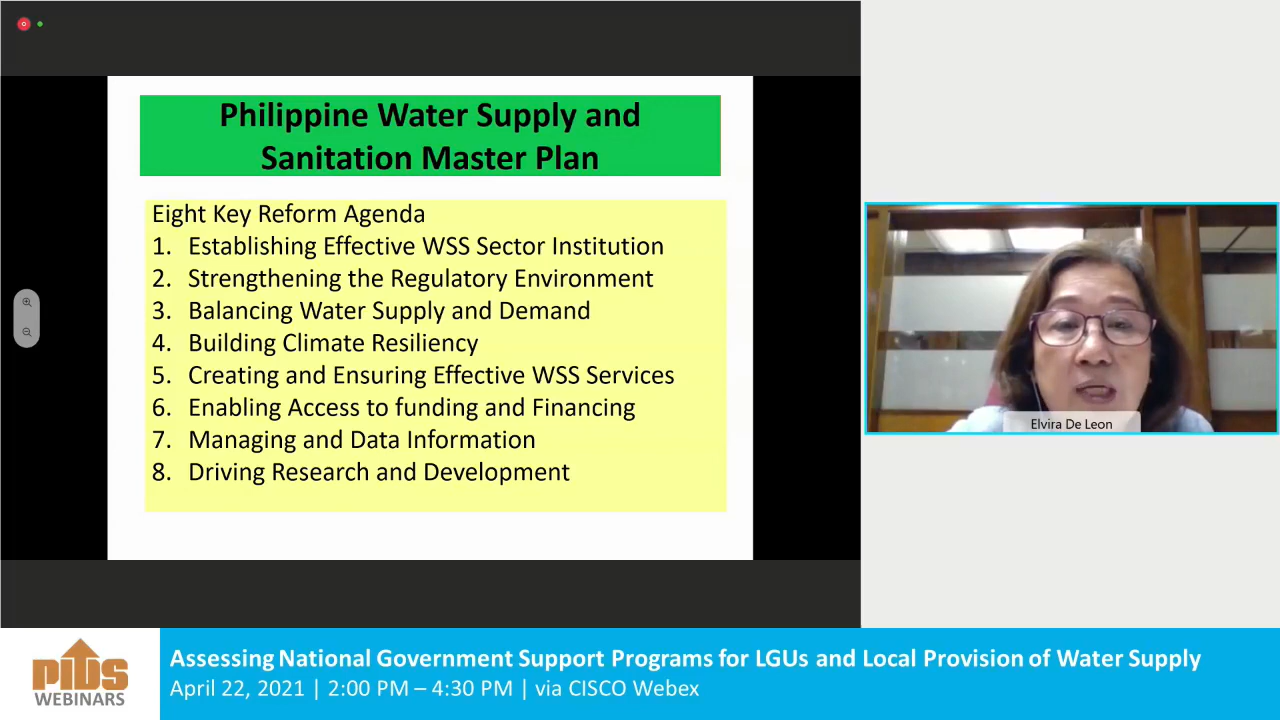 Philippine Water Supply and
Sanitation Master Plan
Eight Key Reform Agenda
1. Establishing Effective WSS Sector Institution
2. Strengthening the Regulatory Environment
3. Balancing Water Supply and Demand
4. Building Climate Resiliency
5. Creating and Ensuring Effective WSS Services
6. Enabling Access to funding and Financing
7. Managing and Data Information
8. Driving Research and Development
Elvira De Leon
PIDS
WEBINARS
Assessing National Government Support Programs for LGUs and Local Provision of Water Supply
April 22, 2021 | 2:00 PM – 4:30 PM | via CISCO Webex